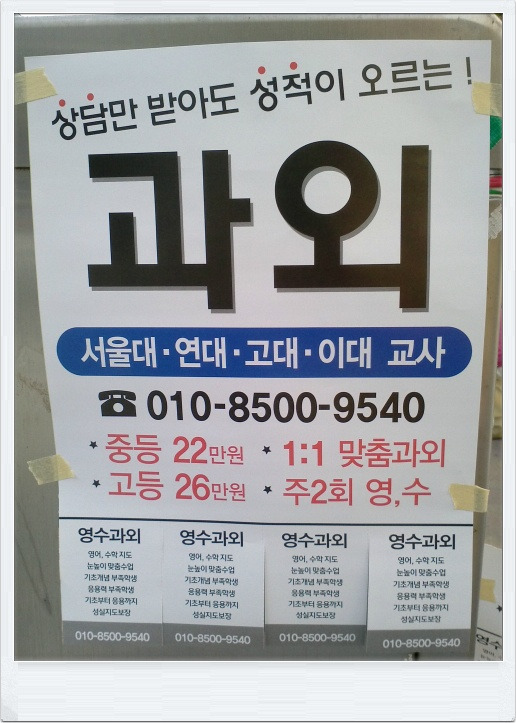 상담만 받아도 성적이 오르는!
과외
서울대·연대·고대·이대 교사
☎ 010-8500-9540
★ 중등 22만원 ★ 1:1 맞춤과외
★ 고등 26만원 ★ 주2회 영,수
영수과외
영어, 수학 지도
눈높이 맞춤수업
기초개념 부족학생
응용력 부족학생
기초부터 응용까지
성실지도보장
010-8500-9540
영수과외
영어, 수학 지도
눈높이 맞춤수업
기초개념 부족학생
응용력 부족학생
기초부터 응용까지
성실지도보장
010-8500-9540
영수과외
영어, 수학 지도
눈높이 맞춤수업
기초개념 부족학생
응용력 부족학생
기초부터 응용까지
성실지도보장
010-8500-9540
영수과외
영어, 수학 지도
눈높이 맞춤수업
기초개념 부족학생
응용력 부족학생
기초부터 응용까지
성실지도보장
010-8500-9540
영수